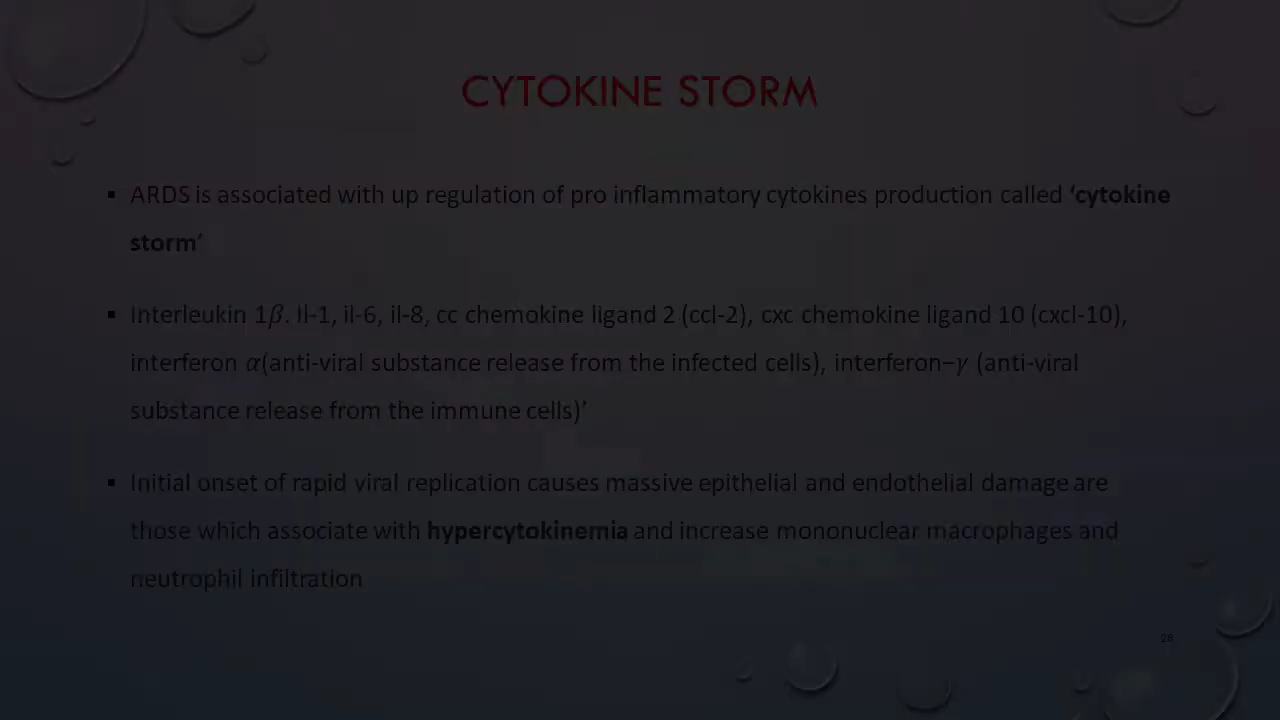 CYTOKINE STORM
▪ ARDS is associated with up regulation of pro inflammatory cytokines production called ‘cytokine
storm’
▪ Interleukin 1𝛽. Il-1, il-6, il-8, cc chemokine ligand 2 (ccl-2), cxc chemokine ligand 10 (cxcl-10),
interferon 𝛼(anti-viral substance release from the infected cells), interferon−𝛾 (anti-viral
substance release from the immune cells)’
▪ Initial onset of rapid viral replication causes massive epithelial and endothelial damage are
those which associate with hypercytokinemia and increase mononuclear macrophages and
neutrophil infiltration
28